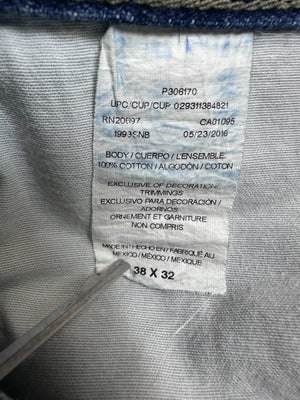 P306170
UPC/CUP/CUP 029311384821
RN20697 CA01095
1993SNB 05/23/2016
BODY / CUERPO / L'ENSEMBLE
100% COTTON / ALGODÓN / COTON
EXCLUSIVE OF DECORATION/
TRIMMINGS
EXCLUSIVO PARA DECORACIÓN /
ADORNOS
ORNEMENT ET GARNITURE
NON COMPRIS
MADE IN / HECHO EN / FABRIQUÉ AU
MEXICO / MÉXICO / MEXIQUE
38 X 32